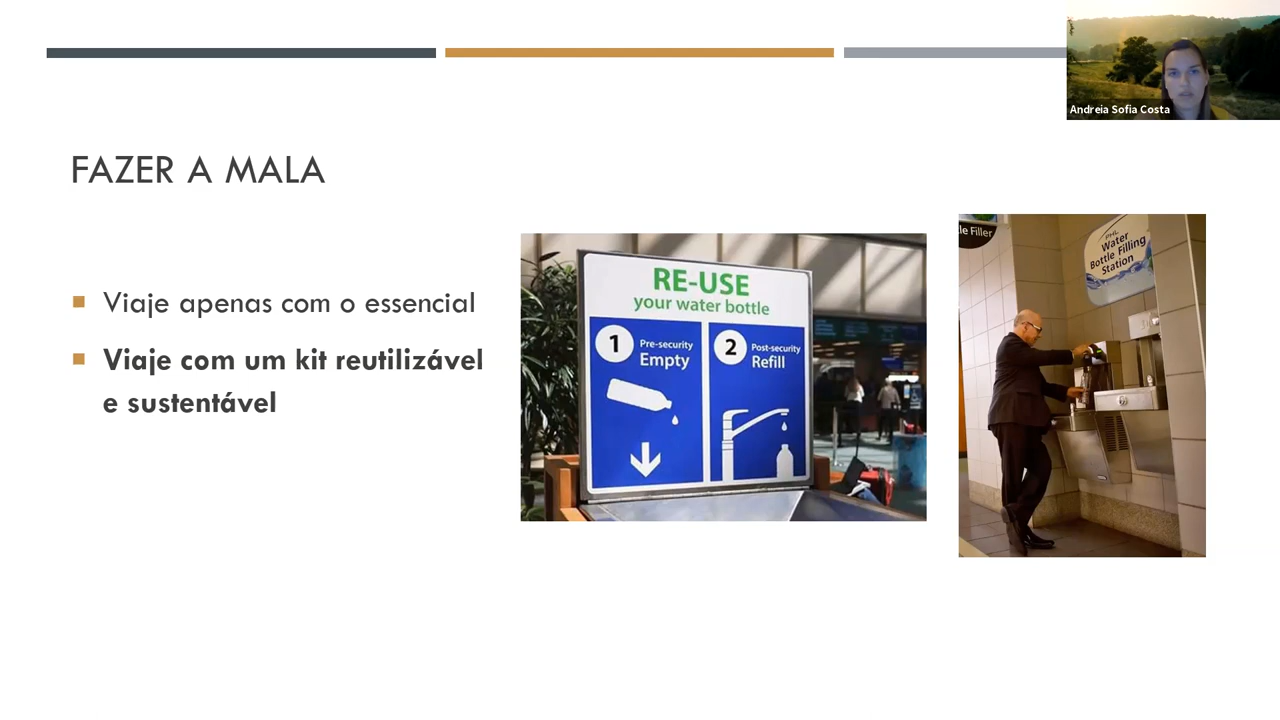 Andreia Sofia Costa
FAZER A MALA
Viaje apenas com o essencial
Viaje com um kit reutilizável
e sustentável
RE-USE
your water bottle
1 Pre-security
Empty
2 Post-security
Refill
le Filler
PHL
Water
Bottle Filling
Station